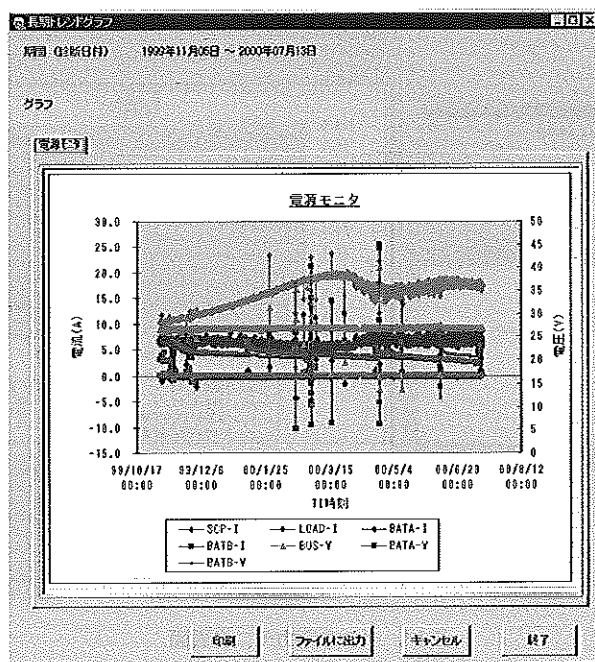 長期トレンドグラフ
期間（診断日付） 1999年11月05日 ～ 2000年07月13日
グラフ
電源モニタ
電源モニタ
30.0
25.0
20.0
15.0
10.0
5.0
0.0
-5.0
-10.0
-15.0
電流(A)
50
45
40
35
30
25
20
15
10
5
0
電圧(V)
99/10/17 99/12/6 00/1/25 00/3/15 00/5/4 00/6/23 00/8/12
00:00 00:00 00:00 00:00 00:00 00:00 00:00
TI時刻
SCP-I LOAD-I BATA-I
BATB-I BUS-V BATA-V
BATB-V
印刷 ファイルに出力 キャンセル 終了